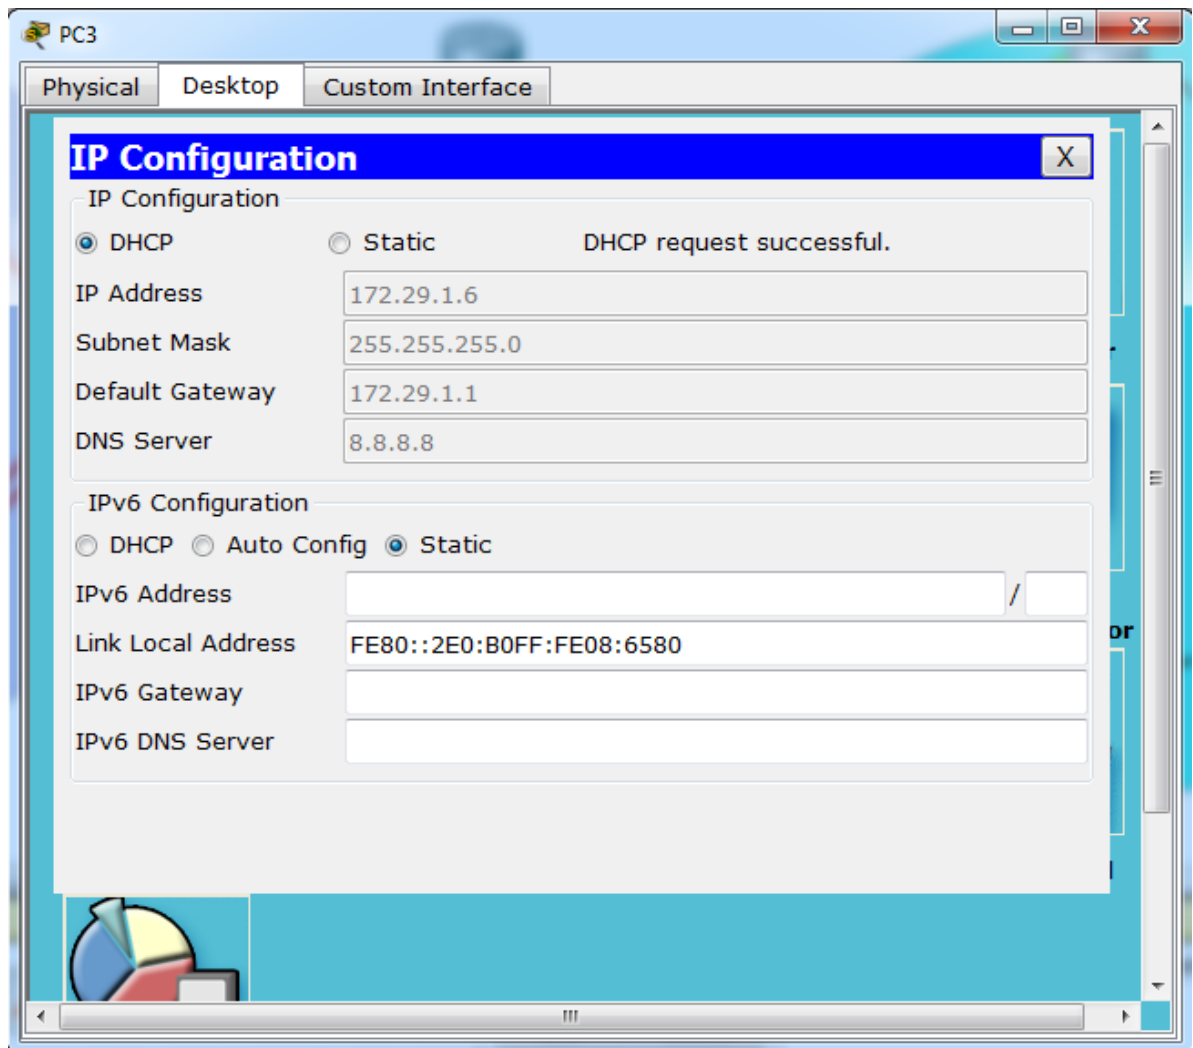 PC3
Physical Desktop Custom Interface
IP Configuration X
IP Configuration
DHCP Static DHCP request successful.
IP Address 172.29.1.6
Subnet Mask 255.255.255.0
Default Gateway 172.29.1.1
DNS Server 8.8.8.8
IPv6 Configuration
DHCP Auto Config Static
IPv6 Address /
Link Local Address FE80::2E0:B0FF:FE08:6580
or
IPv6 Gateway
IPv6 DNS Server